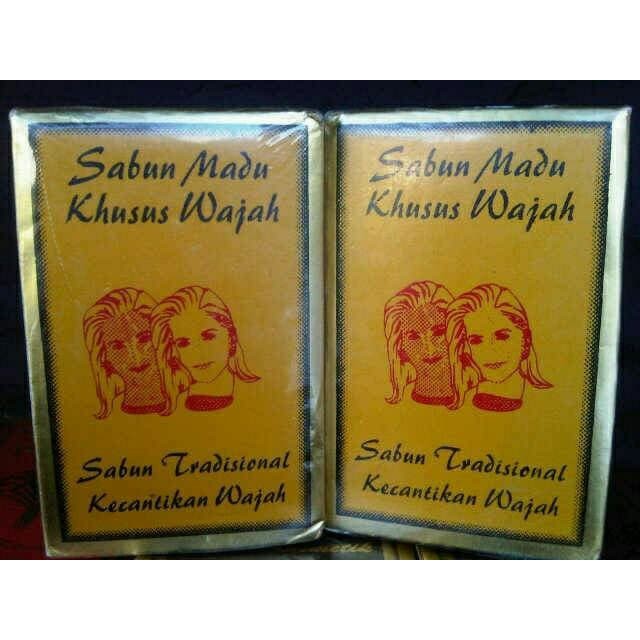 Sabun Madu
Khusus Wajah
Sabun Tradisional
Kecantikan Wajah
Sabun Madu
Khusus Wajah
Sabun Tradisional
Kecantikan Wajah